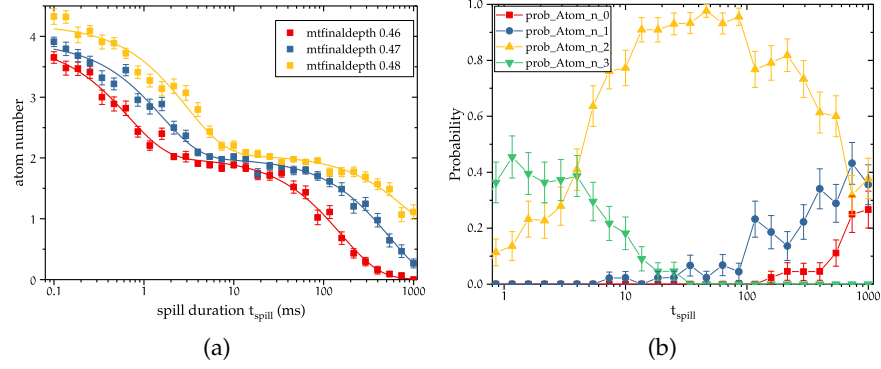 mtfinaldepth 0.46
mtfinaldepth 0.47
mtfinaldepth 0.48
atom number
4
3
2
1
0
0.1 1 10 100 1000
spill duration t_spill (ms)
(a)
prob_Atom_n_0
prob_Atom_n_1
prob_Atom_n_2
prob_Atom_n_3
Probability
1.0
0.8
0.6
0.4
0.2
0.0
1 10 100 1000
t_spill
(b)